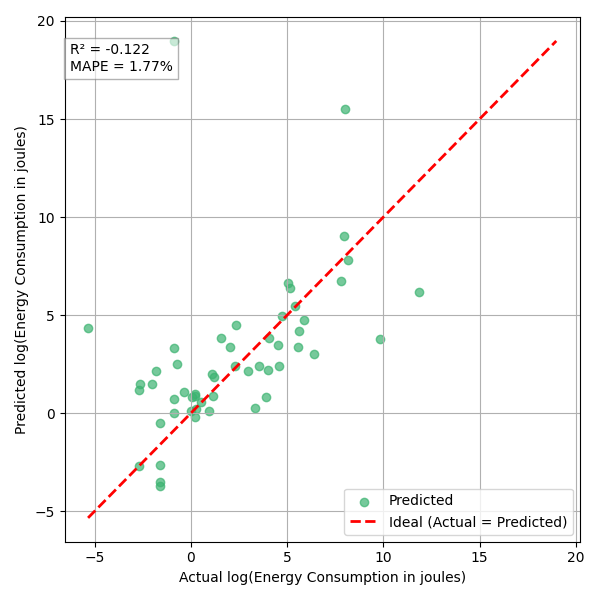 20
15
10
5
0
−5
R² = -0.122
MAPE = 1.77%
Predicted log(Energy Consumption in joules)
Predicted
Ideal (Actual = Predicted)
−5 0 5 10 15 20
Actual log(Energy Consumption in joules)